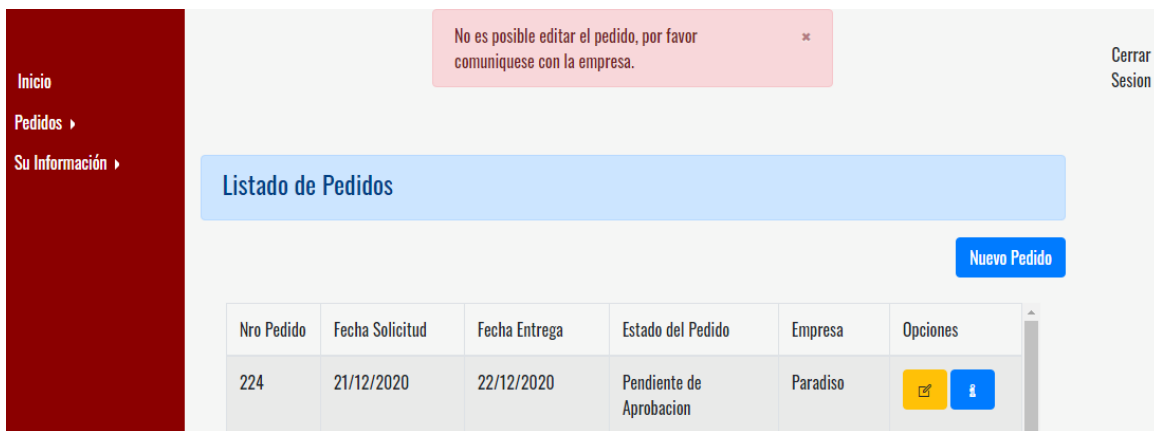 No es posible editar el pedido, por favor
comuniquese con la empresa.
×
Cerrar
Sesion
Inicio
Pedidos
Su Información
Listado de Pedidos
Nuevo Pedido
Nro Pedido Fecha Solicitud Fecha Entrega Estado del Pedido Empresa Opciones
224 21/12/2020 22/12/2020 Pendiente de Paradiso
Aprobacion